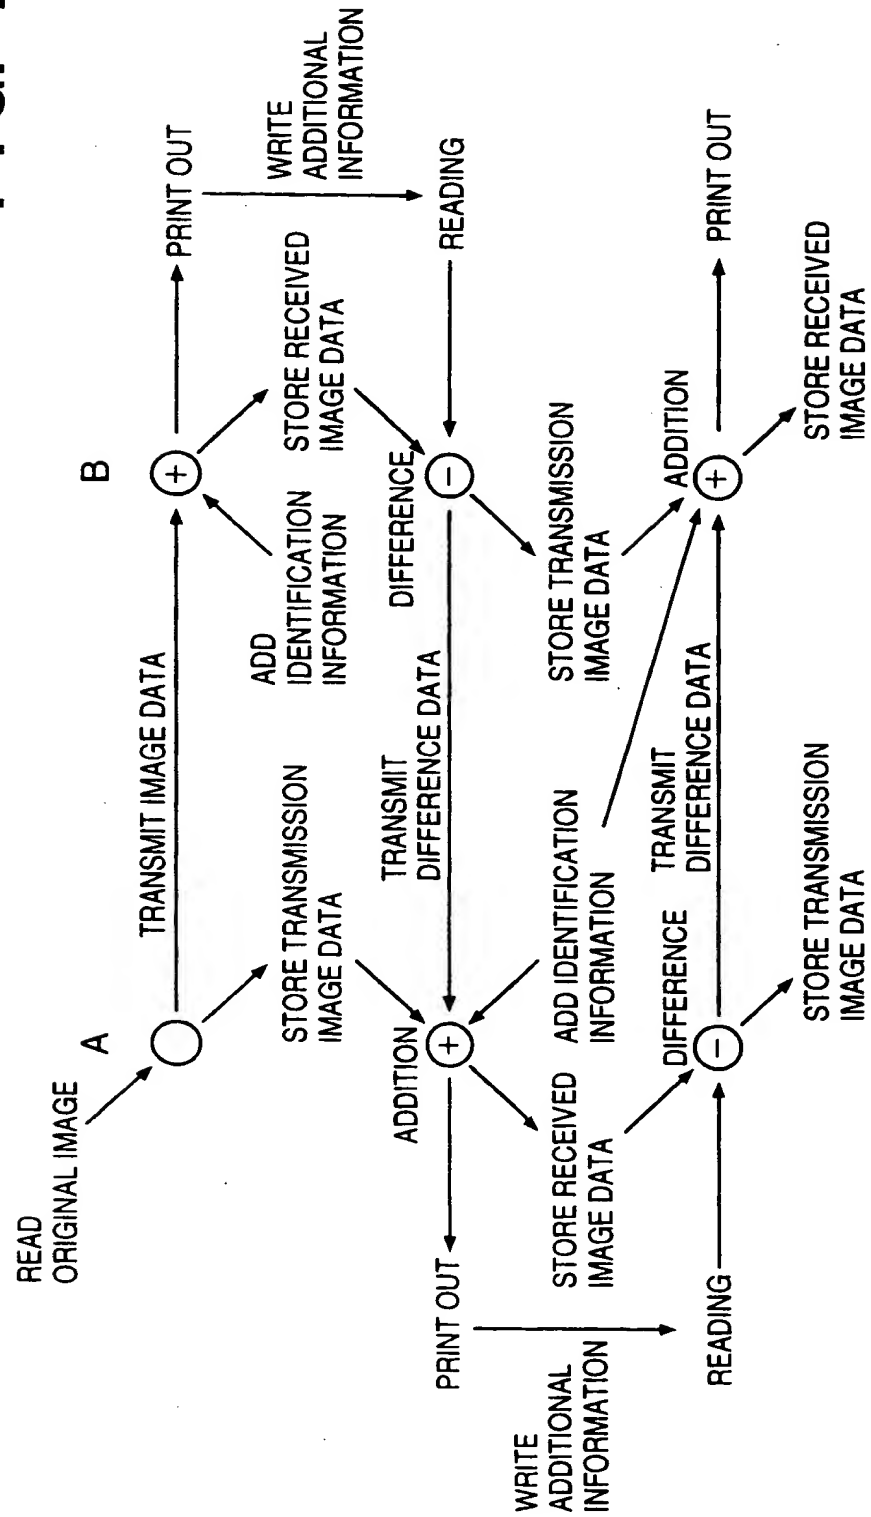 READ
ORIGINAL IMAGE
A
B
TRANSMIT IMAGE DATA
PRINT OUT
STORE TRANSMISSION
IMAGE DATA
ADD
IDENTIFICATION
INFORMATION
STORE RECEIVED
IMAGE DATA
WRITE
ADDITIONAL
INFORMATION
ADDITION
TRANSMIT
DIFFERENCE DATA
DIFFERENCE
READING
PRINT OUT
STORE RECEIVED
IMAGE DATA
ADD IDENTIFICATION
INFORMATION
STORE TRANSMISSION
IMAGE DATA
WRITE
ADDITIONAL
INFORMATION
READING
DIFFERENCE
TRANSMIT
DIFFERENCE DATA
ADDITION
PRINT OUT
STORE TRANSMISSION
IMAGE DATA
STORE RECEIVED
IMAGE DATA